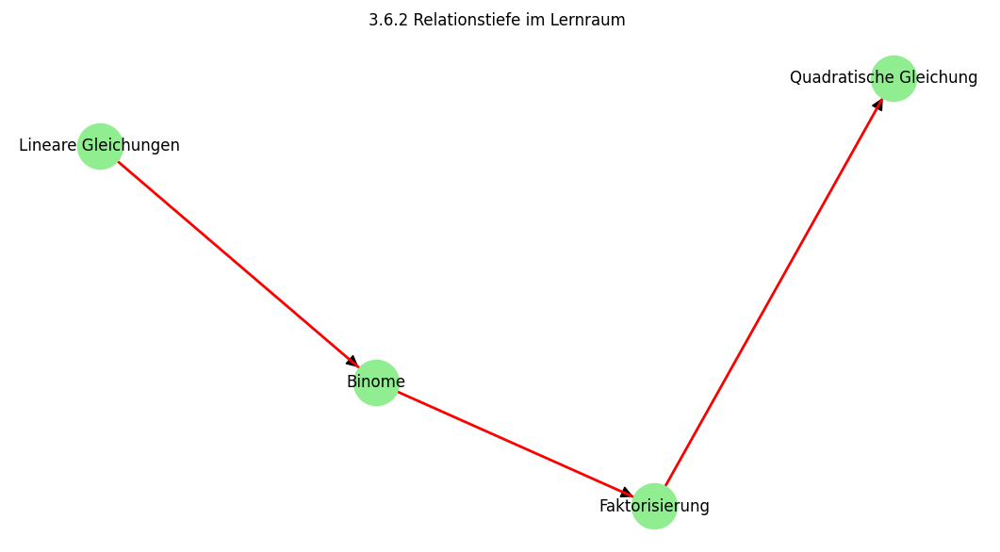 3.6.2 Relationstiefe im Lernraum
Quadratische Gleichung
Lineare Gleichungen
Binome
Faktorisierung